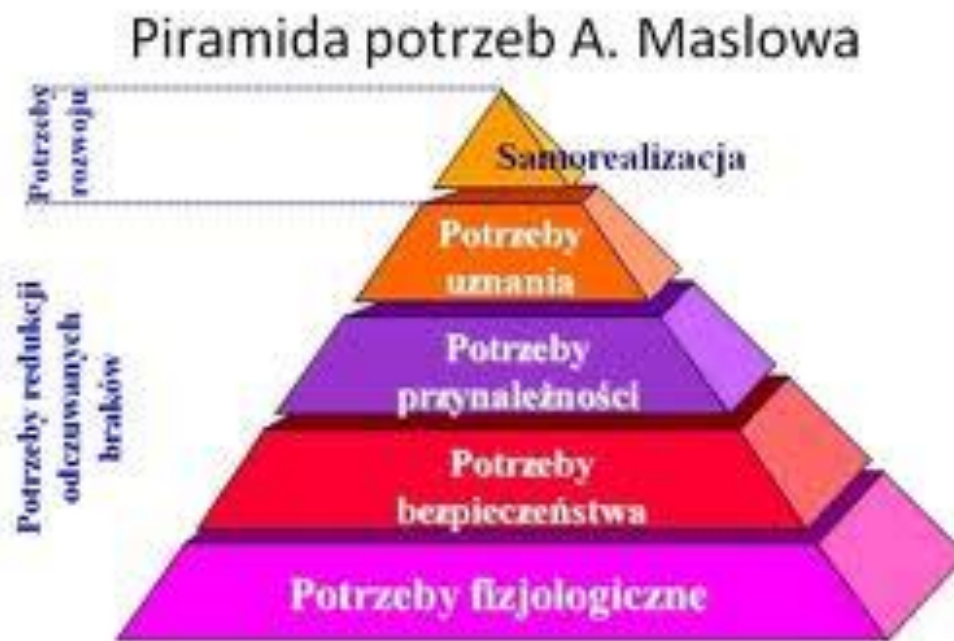 Piramida potrzeb A. Maslowa
Potrzeby
rozwoju
Samorealizacja
Potrzeby
uznania
Potrzeby redukcji
odczuwanych
braków
Potrzeby
przynależności
Potrzeby
bezpieczeństwa
Potrzeby fizjologiczne